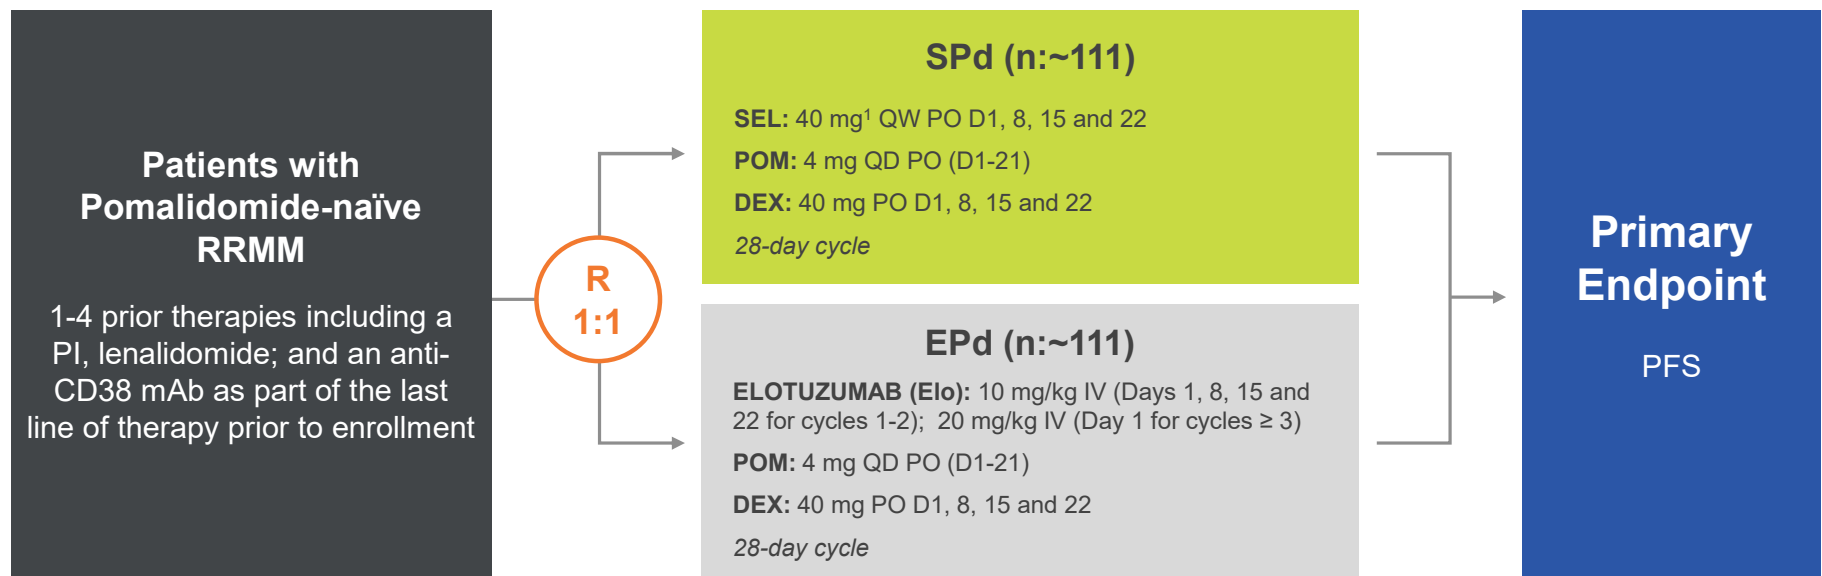 Patients with
Pomalidomide-naïve
RRMM
1-4 prior therapies including a
PI, lenalidomide; and an anti-
CD38 mAb as part of the last
line of therapy prior to enrollment
R
1:1
SPd (n:~111)
SEL: 40 mg¹ QW PO D1, 8, 15 and 22
POM: 4 mg QD PO (D1-21)
DEX: 40 mg PO D1, 8, 15 and 22
28-day cycle
EPd (n:~111)
ELOTUZUMAB (Elo): 10 mg/kg IV (Days 1, 8, 15 and
22 for cycles 1-2);  20 mg/kg IV (Day 1 for cycles ≥ 3)
POM: 4 mg QD PO (D1-21)
DEX: 40 mg PO D1, 8, 15 and 22
28-day cycle
Primary
Endpoint
PFS